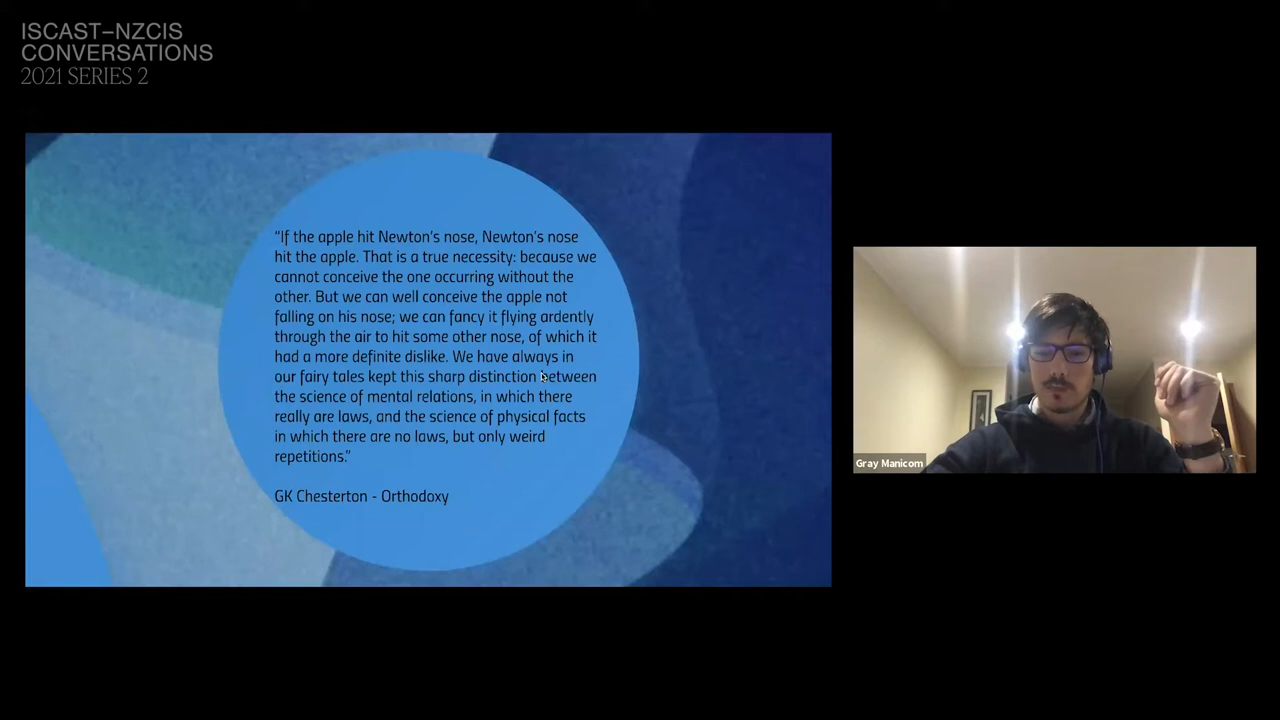 ISCAST–NZCIS
CONVERSATIONS
2021 SERIES 2
“If the apple hit Newton’s nose, Newton’s nose
hit the apple. That is a true necessity: because we
cannot conceive the one occurring without the
other. But we can well conceive the apple not
falling on his nose; we can fancy it flying ardently
through the air to hit some other nose, of which it
had a more definite dislike. We have always in
our fairy tales kept this sharp distinction between
the science of mental relations, in which there
really are laws, and the science of physical facts
in which there are no laws, but only weird
repetitions.”
GK Chesterton - Orthodoxy
Gray Manicom